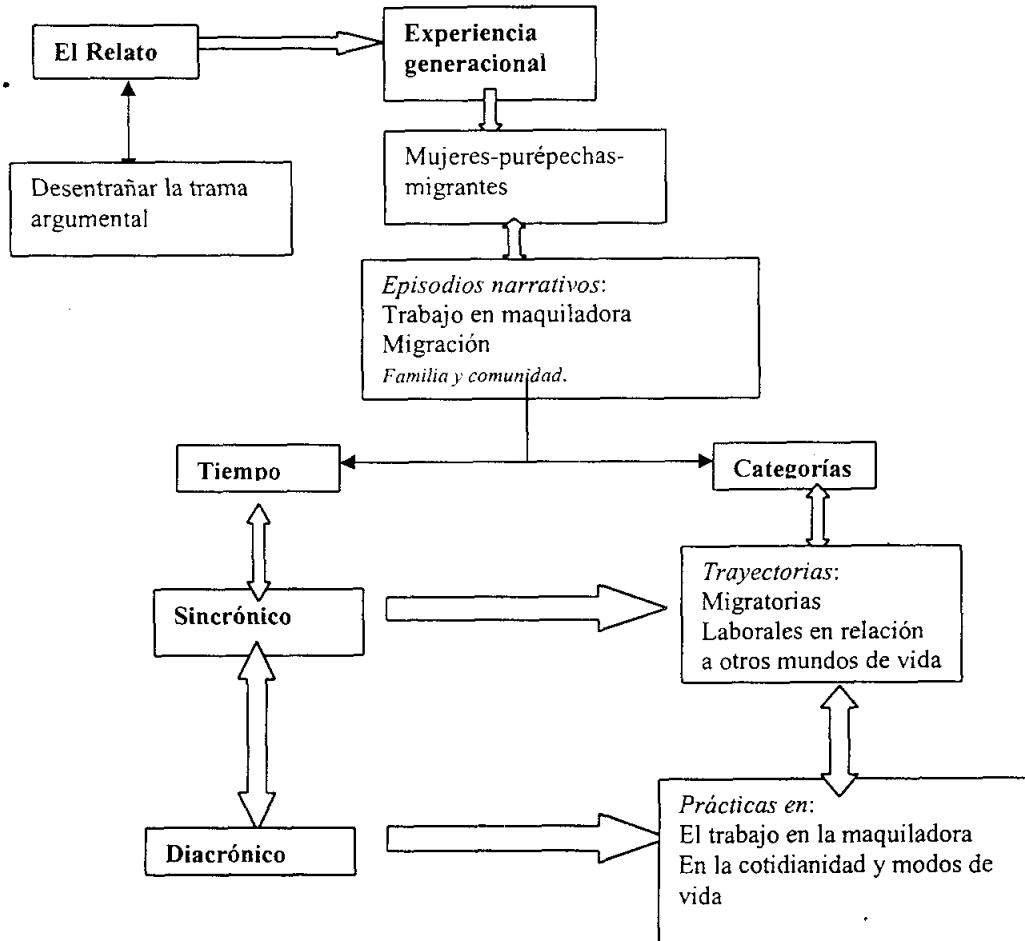 El Relato
Experiencia
generacional
Desentrañar la trama
argumental
Mujeres-purépechas-
migrantes
Episodios narrativos:
Trabajo en maquiladora
Migración
Familia y comunidad.
Tiempo
Categorías
Sincrónico
Trayectorias:
Migratorias
Laborales en relación
a otros mundos de vida
Diacrónico
Prácticas en:
El trabajo en la maquiladora
En la cotidianidad y modos de
vida